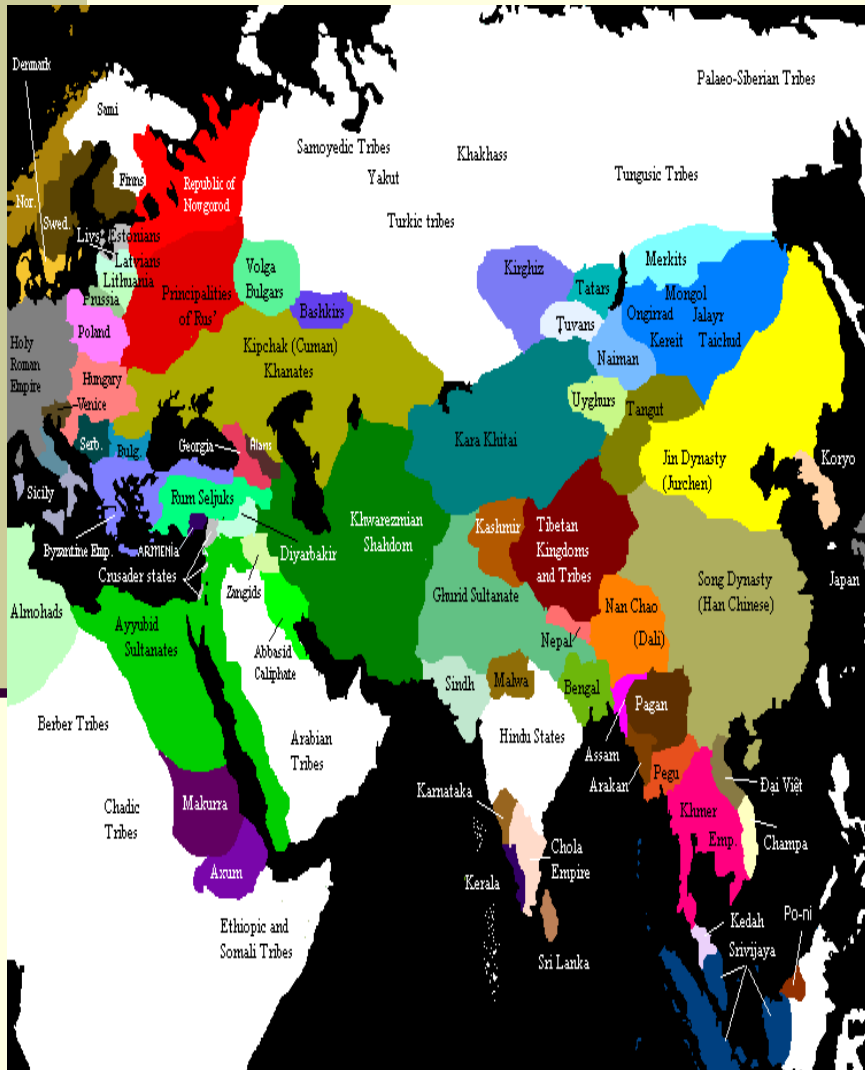 Denmark
Palaeo-Siberian Tribes
Sami
Samoyedic Tribes
Khakhass
Yakut
Tungusic Tribes
Finns
Republic of
Novgorod
Nor.
Swed.
Turkic tribes
Livs
Estonians
Latvians
Lithuania
Prussia
Principalities
of Rus'
Volga
Bulgars
Bashkirs
Kirghiz
Tatars
Tuvans
Merkits
Mongol
Ongirrad
Jalayr
Kereit
Taichud
Naiman
Holy
Roman
Empire
Poland
Hungary
Venice
Kipchak (Cuman)
Khanates
Uyghurs
Tangut
Serb.
Bulg.
Georgia
Alans
Kara Khitai
Jin Dynasty
(Jurchen)
Koryo
Sicily
Rum Seljuks
Byzantine Emp.
ARMENIA
Diyarbakir
Crusader states
Khwarezmian
Shahdom
Kashmir
Tibetan
Kingdoms
and Tribes
Japan
Almohads
Ayyubid
Sultanates
Zangids
Abbasid
Caliphate
Ghurid Sultanate
Nan Chao
(Dali)
Song Dynasty
(Han Chinese)
Nepal
Sindh
Malwa
Bengal
Pagan
Berber Tribes
Arabian
Tribes
Hindu States
Assam
Arakan
Pegu
Đại Việt
Makurra
Chadic
Tribes
Karnataka
Khmer
Emp.
Champa
Axum
Chola
Empire
Kerala
Ethiopic and
Somali Tribes
Sri Lanka
Kedah
Srivijaya
Po-ni